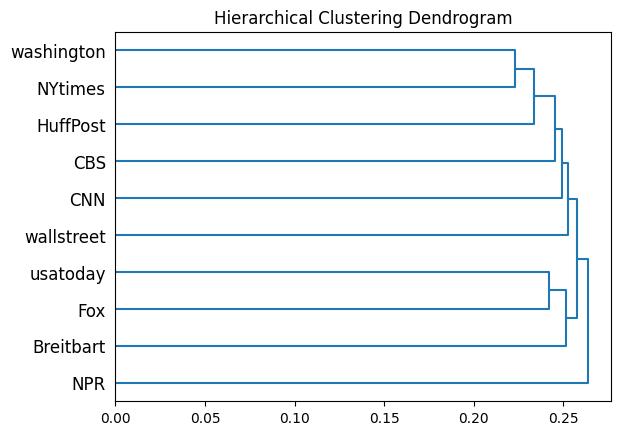 Hierarchical Clustering Dendrogram
washington
NYtimes
HuffPost
CBS
CNN
wallstreet
usatoday
Fox
Breitbart
NPR
0.00 0.05 0.10 0.15 0.20 0.25